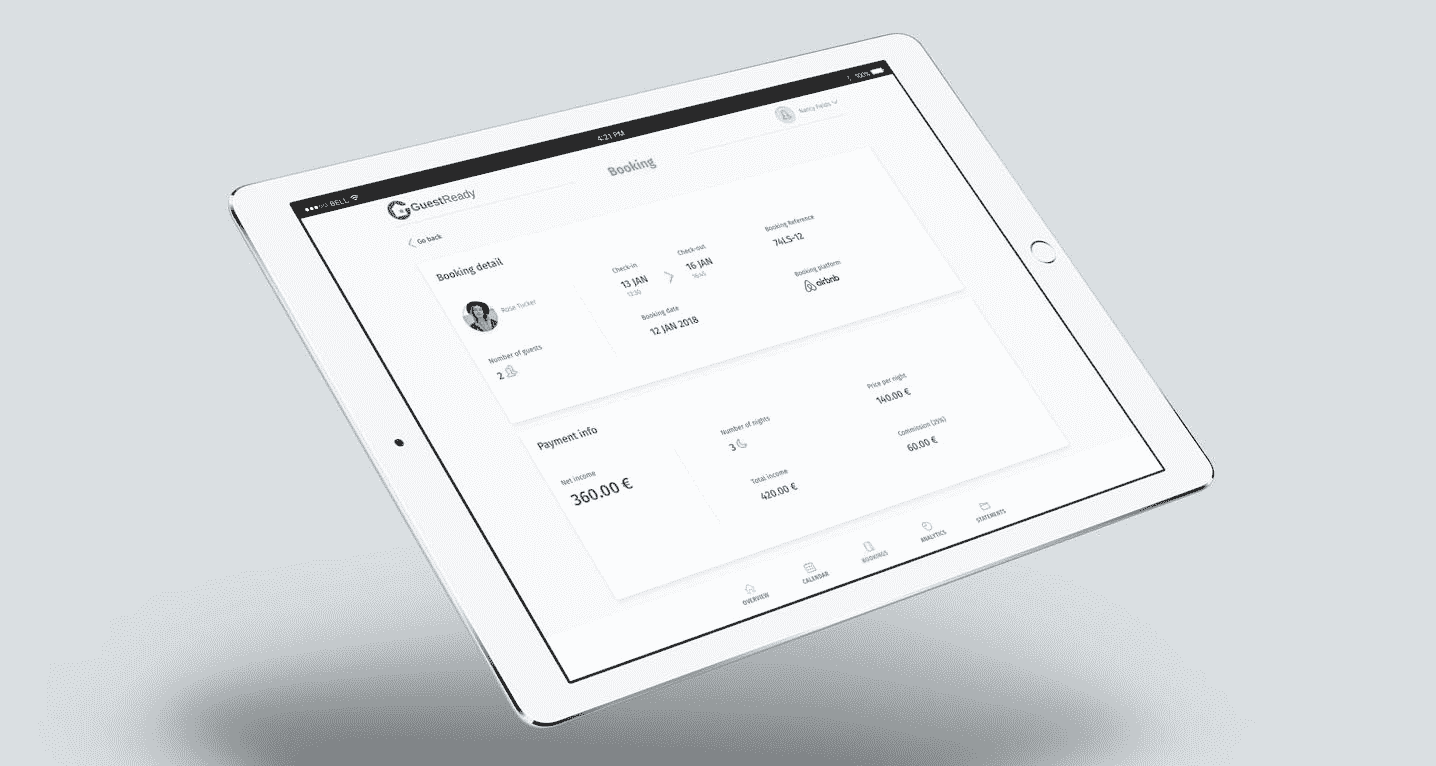 BELL
4:21 PM
100%
GuestReady
Booking
Nancy Fields
Go back
Booking detail
Rose Tucker
Number of guests
2
Check-in
13 JAN
13:30
Check-out
16 JAN
16:45
Booking date
12 JAN 2018
Booking Reference
74LS-12
Booking platform
airbnb
Payment info
Net income
360.00 €
Number of nights
3
Total income
420.00 €
Price per night
140.00 €
Commission (25%)
60.00 €
OVERVIEW
CALENDAR
BOOKINGS
ANALYTICS
STATEMENTS